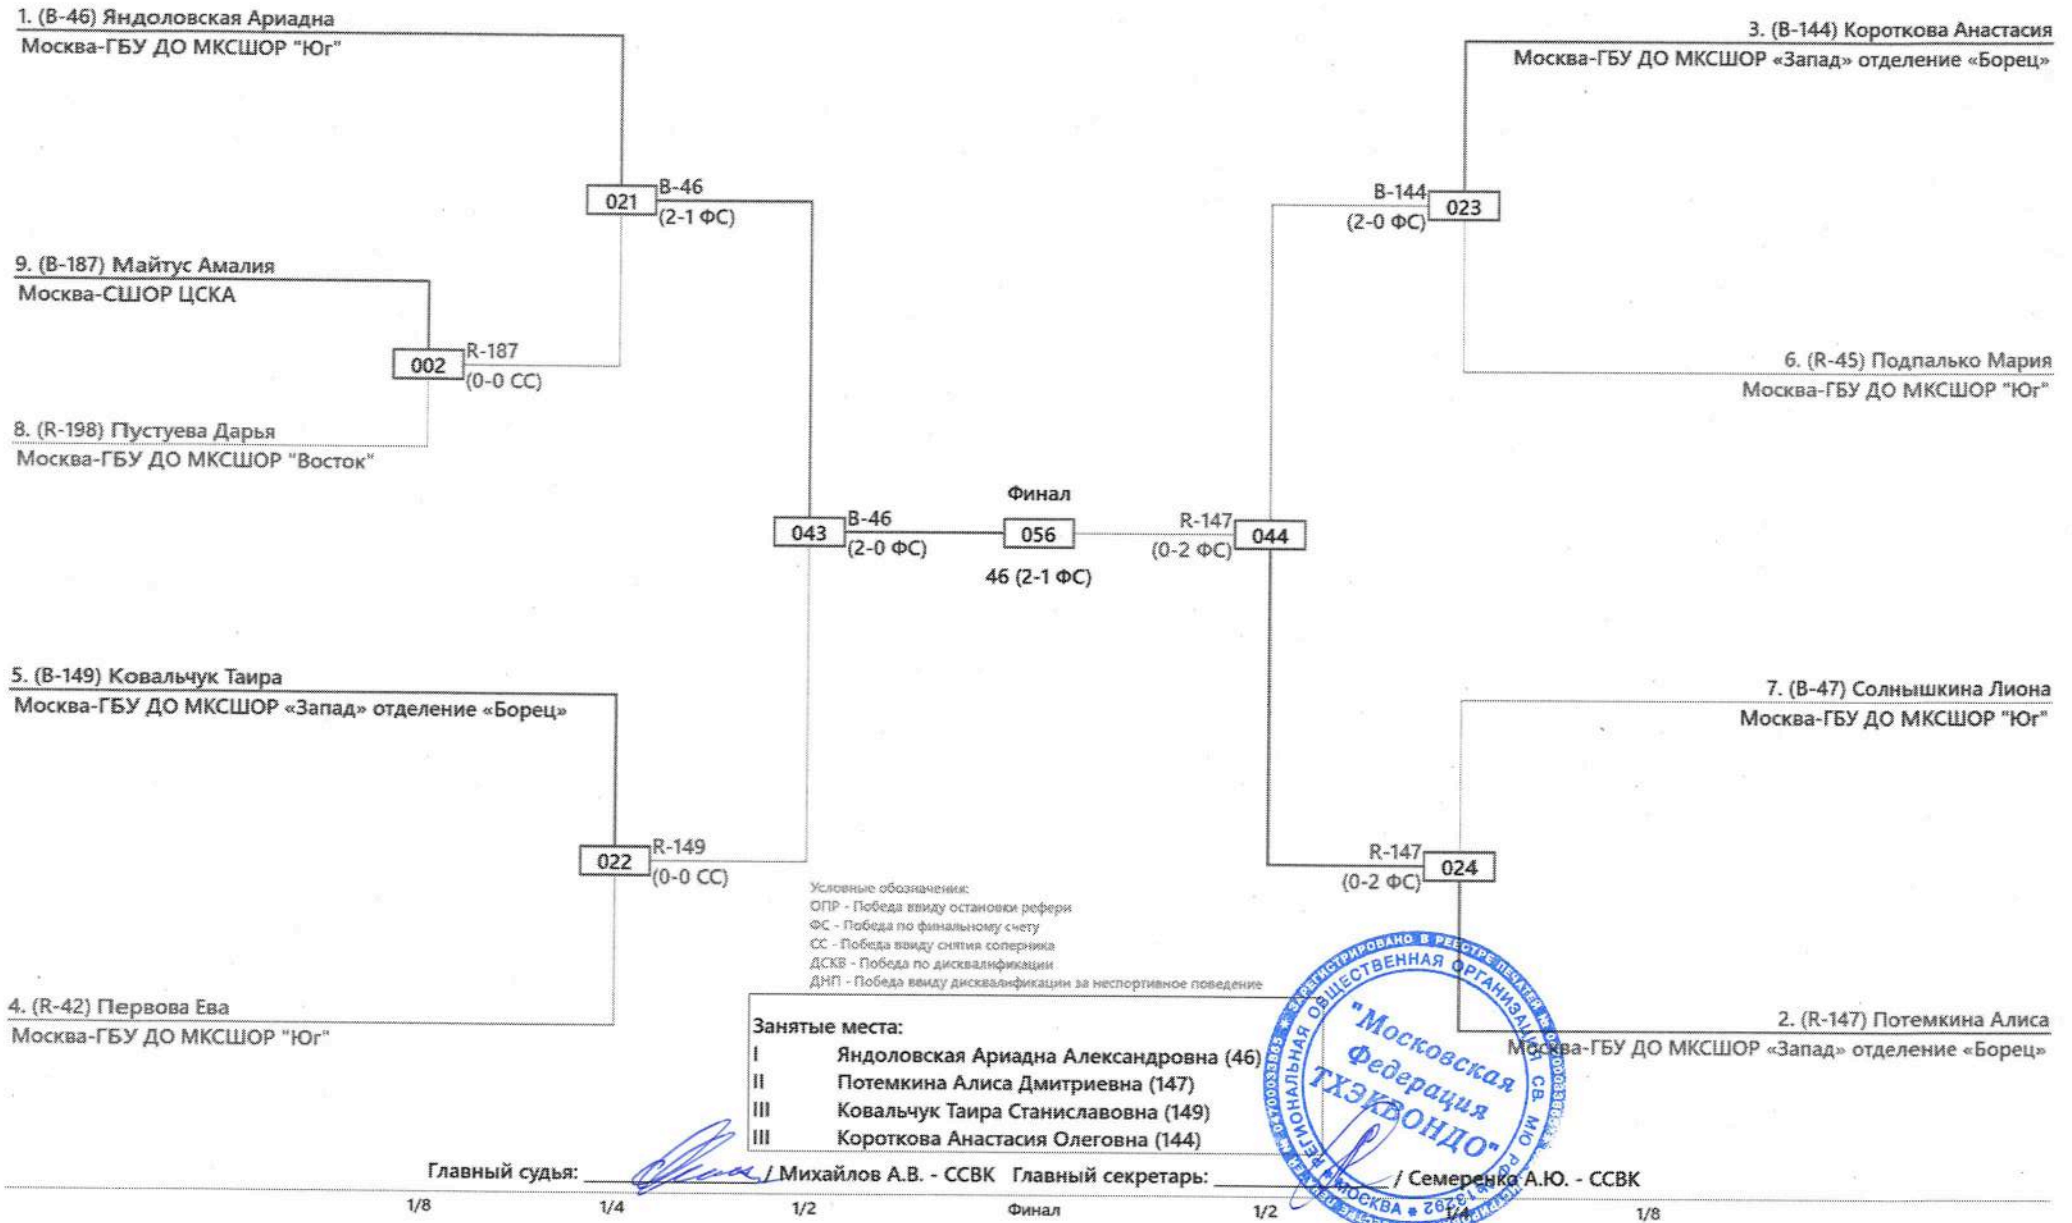 1. (B-46) Яндоловская Ариадна
Москва-ГБУ ДО МКСШОР "Юг"
3. (B-144) Короткова Анастасия
Москва-ГБУ ДО МКСШОР «Запад» отделение «Борец»
021
B-46
(2-1 ФС)
B-144
(2-0 ФС)
023
9. (B-187) Майтус Амалия
Москва-СШОР ЦСКА
002
R-187
(0-0 СС)
6. (R-45) Подпалько Мария
Москва-ГБУ ДО МКСШОР "Юг"
8. (R-198) Пустуева Дарья
Москва-ГБУ ДО МКСШОР "Восток"
Финал
043
B-46
(2-0 ФС)
056
R-147
(0-2 ФС)
044
46 (2-1 ФС)
5. (B-149) Ковальчук Таира
Москва-ГБУ ДО МКСШОР «Запад» отделение «Борец»
7. (B-47) Солнышкина Лиона
Москва-ГБУ ДО МКСШОР "Юг"
022
R-149
(0-0 СС)
R-147
(0-2 ФС)
024
Условные обозначения:
ОПР - Победа ввиду остановки рефери
ФС - Победа по финальному счету
СС - Победа ввиду снятия соперника
ДСКВ - Победа по дисквалификации
ДНП - Победа ввиду дисквалификации за неспортивное поведение
4. (R-42) Первова Ева
Москва-ГБУ ДО МКСШОР "Юг"
2. (R-147) Потемкина Алиса
Москва-ГБУ ДО МКСШОР «Запад» отделение «Борец»
Занятые места:
I Яндоловская Ариадна Александровна (46)
II Потемкина Алиса Дмитриевна (147)
III Ковальчук Таира Станиславовна (149)
III Короткова Анастасия Олеговна (144)
РЕГИОНАЛЬНАЯ ОБЩЕСТВЕННАЯ ОРГАНИЗАЦИЯ
"Московская
Федерация
ТХЭКВОНДО"
МОСКВА
Главный судья: / Михайлов А.В. - ССВК Главный секретарь: / Семеренко А.Ю. - ССВК
1/8 1/4 1/2 Финал 1/2 1/4 1/8